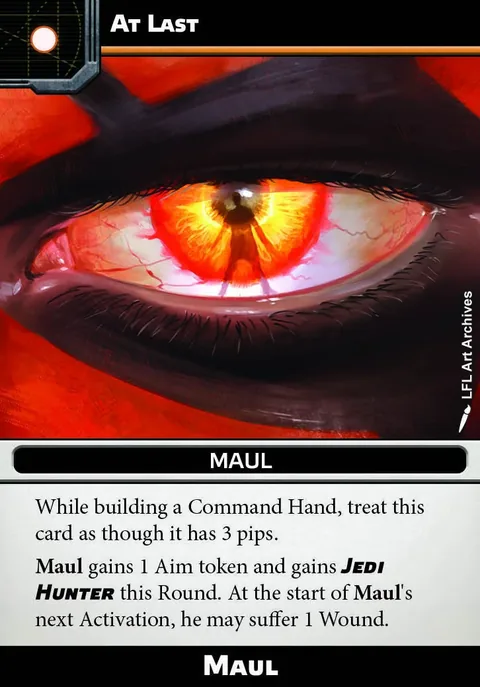 At Last
LFL Art Archives
MAUL
While building a Command Hand, treat this
card as though it has 3 pips.
Maul gains 1 Aim token and gains Jedi
Hunter this Round. At the start of Maul's
next Activation, he may suffer 1 Wound.
Maul